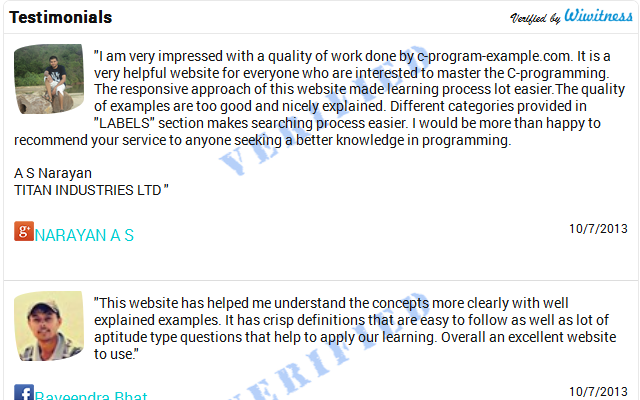 Testimonials
Verified by Wiwitness
"I am very impressed with a quality of work done by c-program-example.com. It is a
very helpful website for everyone who are interested to master the C-programming.
The responsive approach of this website made learning process lot easier.The quality
of examples are too good and nicely explained. Different categories provided in
"LABELS" section makes searching process easier. I would be more than happy to
recommend your service to anyone seeking a better knowledge in programming.
A S Narayan
TITAN INDUSTRIES LTD "
VERIFIED
g+ NARAYAN A S
10/7/2013
"This website has helped me understand the concepts more clearly with well
explained examples. It has crisp definitions that are easy to follow as well as lot of
aptitude type questions that help to apply our learning. Overall an excellent website
to use."
VERIFIED
f Raveendra Bhat
10/7/2013